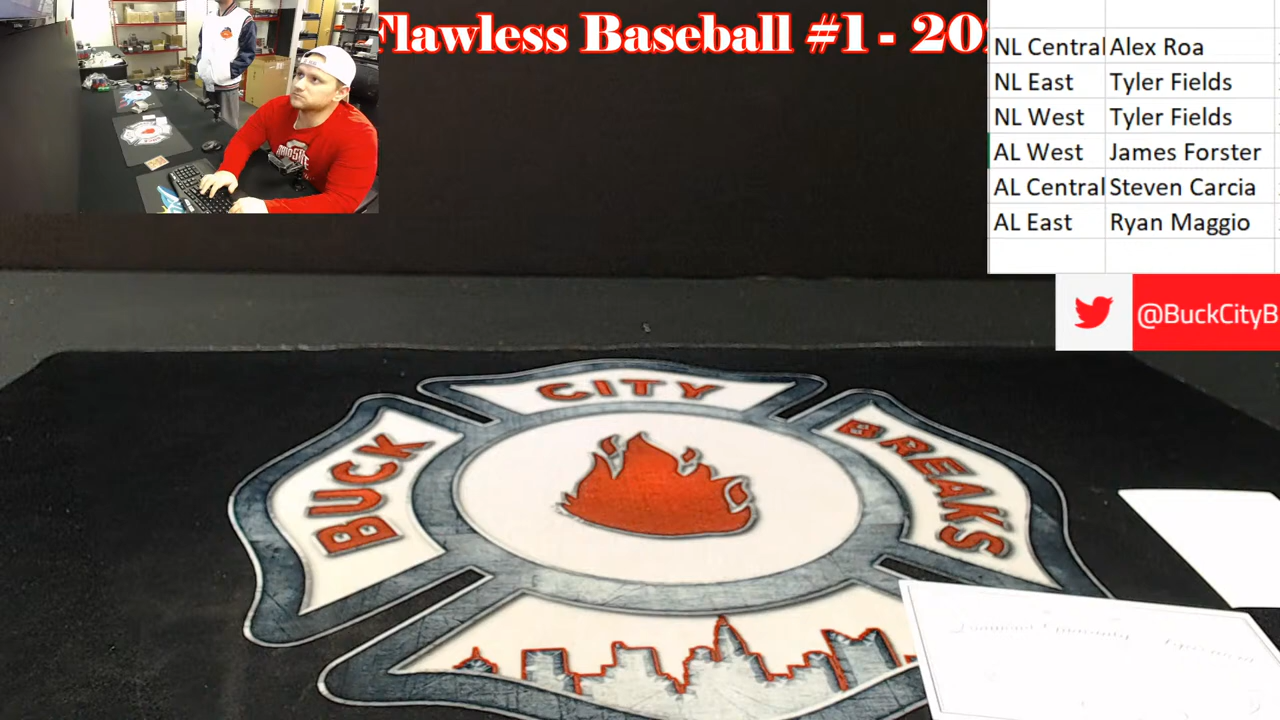 Flawless Baseball #1 - 202
NL Central Alex Roa
NL East Tyler Fields
NL West Tyler Fields
AL West James Forster
AL Central Steven Carcia
AL East Ryan Maggio
@BuckCityB
BUCK
CITY
BREAKS